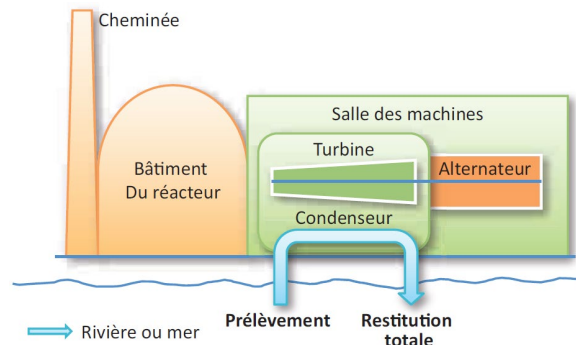 Cheminée
Salle des machines
Turbine
Bâtiment
Du réacteur
Alternateur
Condenseur
Prélèvement
Restitution
totale
Rivière ou mer